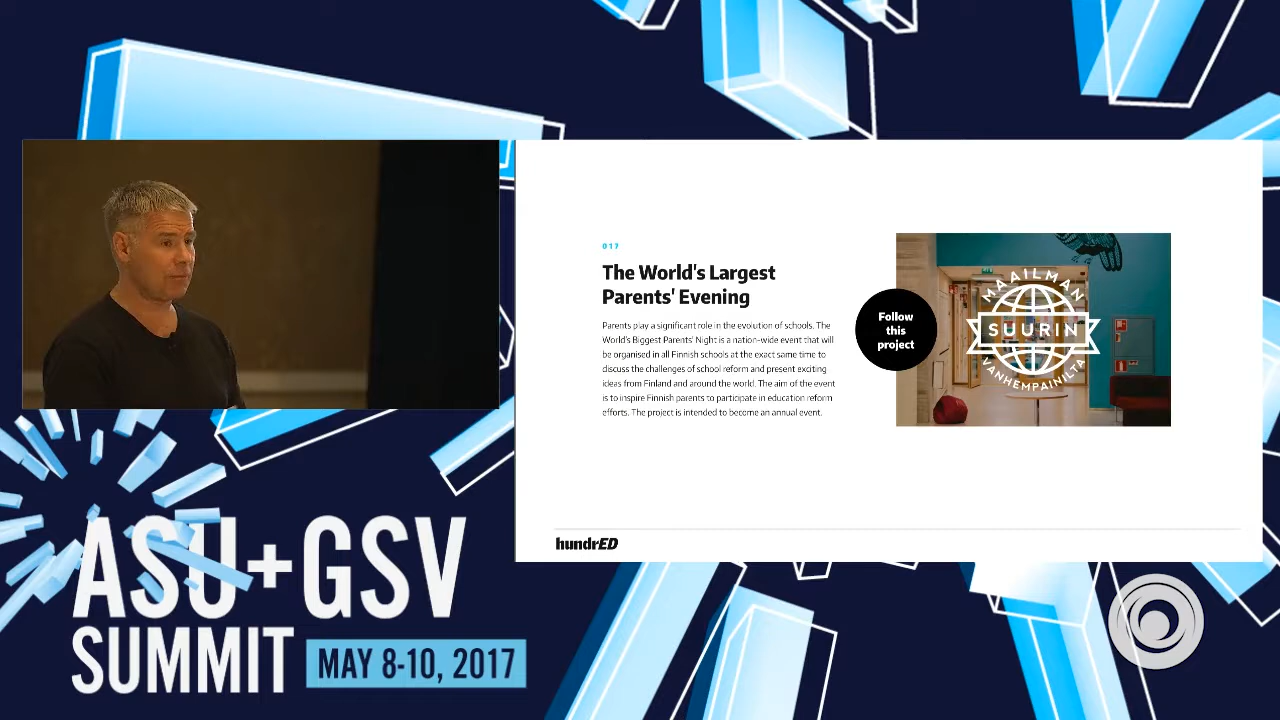 017
The World's Largest
Parents' Evening
Parents play a significant role in the evolution of schools. The
World's Biggest Parents' Night is a nation-wide event that will
be organised in all Finnish schools at the exact same time to
discuss the challenges of school reform and present exciting
ideas from Finland and around the world. The aim of the event
is to inspire Finnish parents to participate in education reform
efforts. The project is intended to become an annual event.
Follow
this
project
MAAILMAN
SUURIN
VANHEMPAINILTA
hundrED
ASU+GSV
SUMMIT
MAY 8-10, 2017